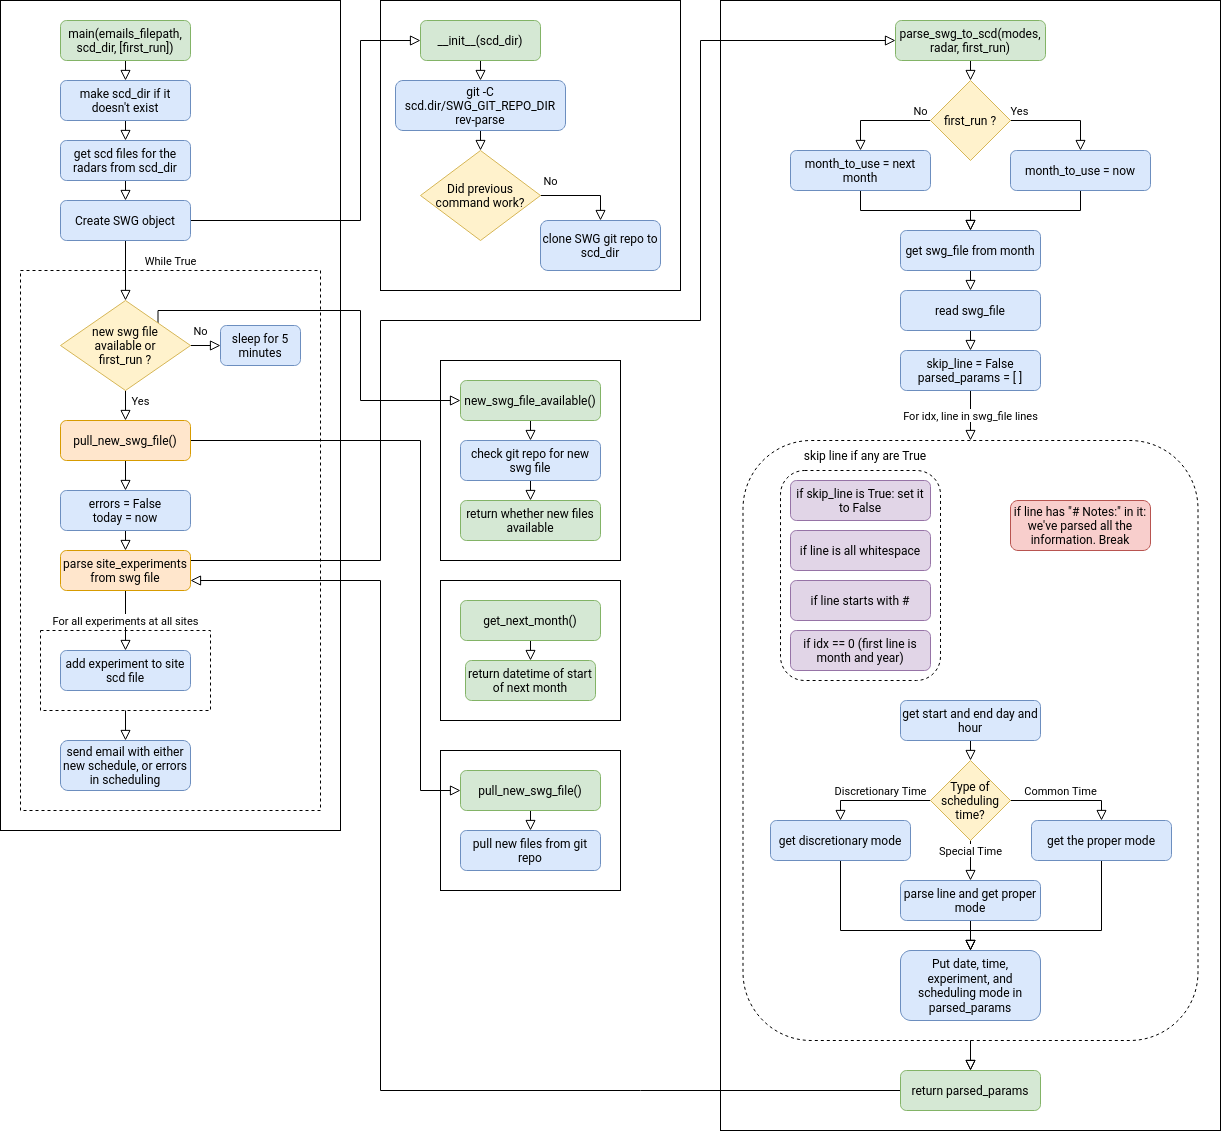 main(emails_filepath,
scd_dir, [first_run])
make scd_dir if it
doesn't exist
get scd files for the
radars from scd_dir
Create SWG object
While True
new swg file
available or
first_run ?
No
sleep for 5
minutes
Yes
pull_new_swg_file()
errors = False
today = now
parse site_experiments
from swg file
For all experiments at all sites
add experiment to site
scd file
send email with either
new schedule, or errors
in scheduling
__init__(scd_dir)
git -C
scd.dir/SWG_GIT_REPO_DIR
rev-parse
Did previous
command work?
No
clone SWG git repo to
scd_dir
new_swg_file_available()
check git repo for new
swg file
return whether new files
available
get_next_month()
return datetime of start
of next month
pull_new_swg_file()
pull new files from git
repo
parse_swg_to_scd(modes,
radar, first_run)
first_run ?
No
Yes
month_to_use = next
month
month_to_use = now
get swg_file from month
read swg_file
skip_line = False
parsed_params = [ ]
For idx, line in swg_file lines
skip line if any are True
if skip_line is True: set it
to False
if line is all whitespace
if line starts with #
if idx == 0 (first line is
month and year)
if line has "# Notes:" in it:
we've parsed all the
information. Break
get start and end day and
hour
Type of
scheduling
time?
Discretionary Time
Common Time
Special Time
get discretionary mode
get the proper mode
parse line and get proper
mode
Put date, time,
experiment, and
scheduling mode in
parsed_params
return parsed_params